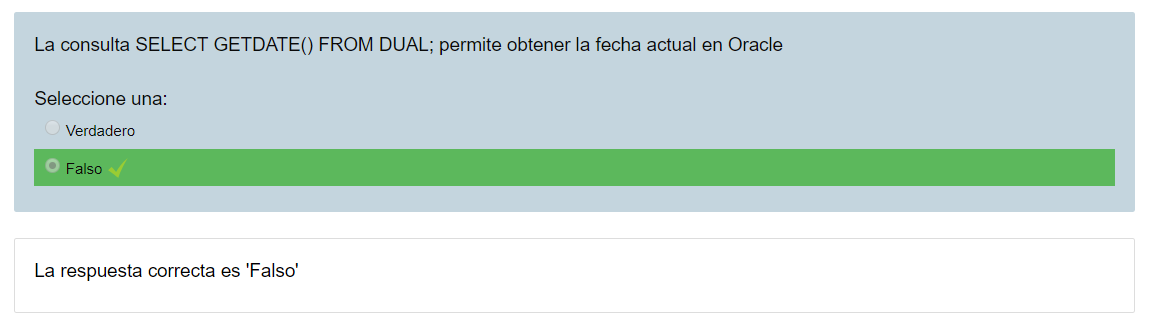 La consulta SELECT GETDATE() FROM DUAL; permite obtener la fecha actual en Oracle
Seleccione una:
Verdadero
Falso
La respuesta correcta es 'Falso'